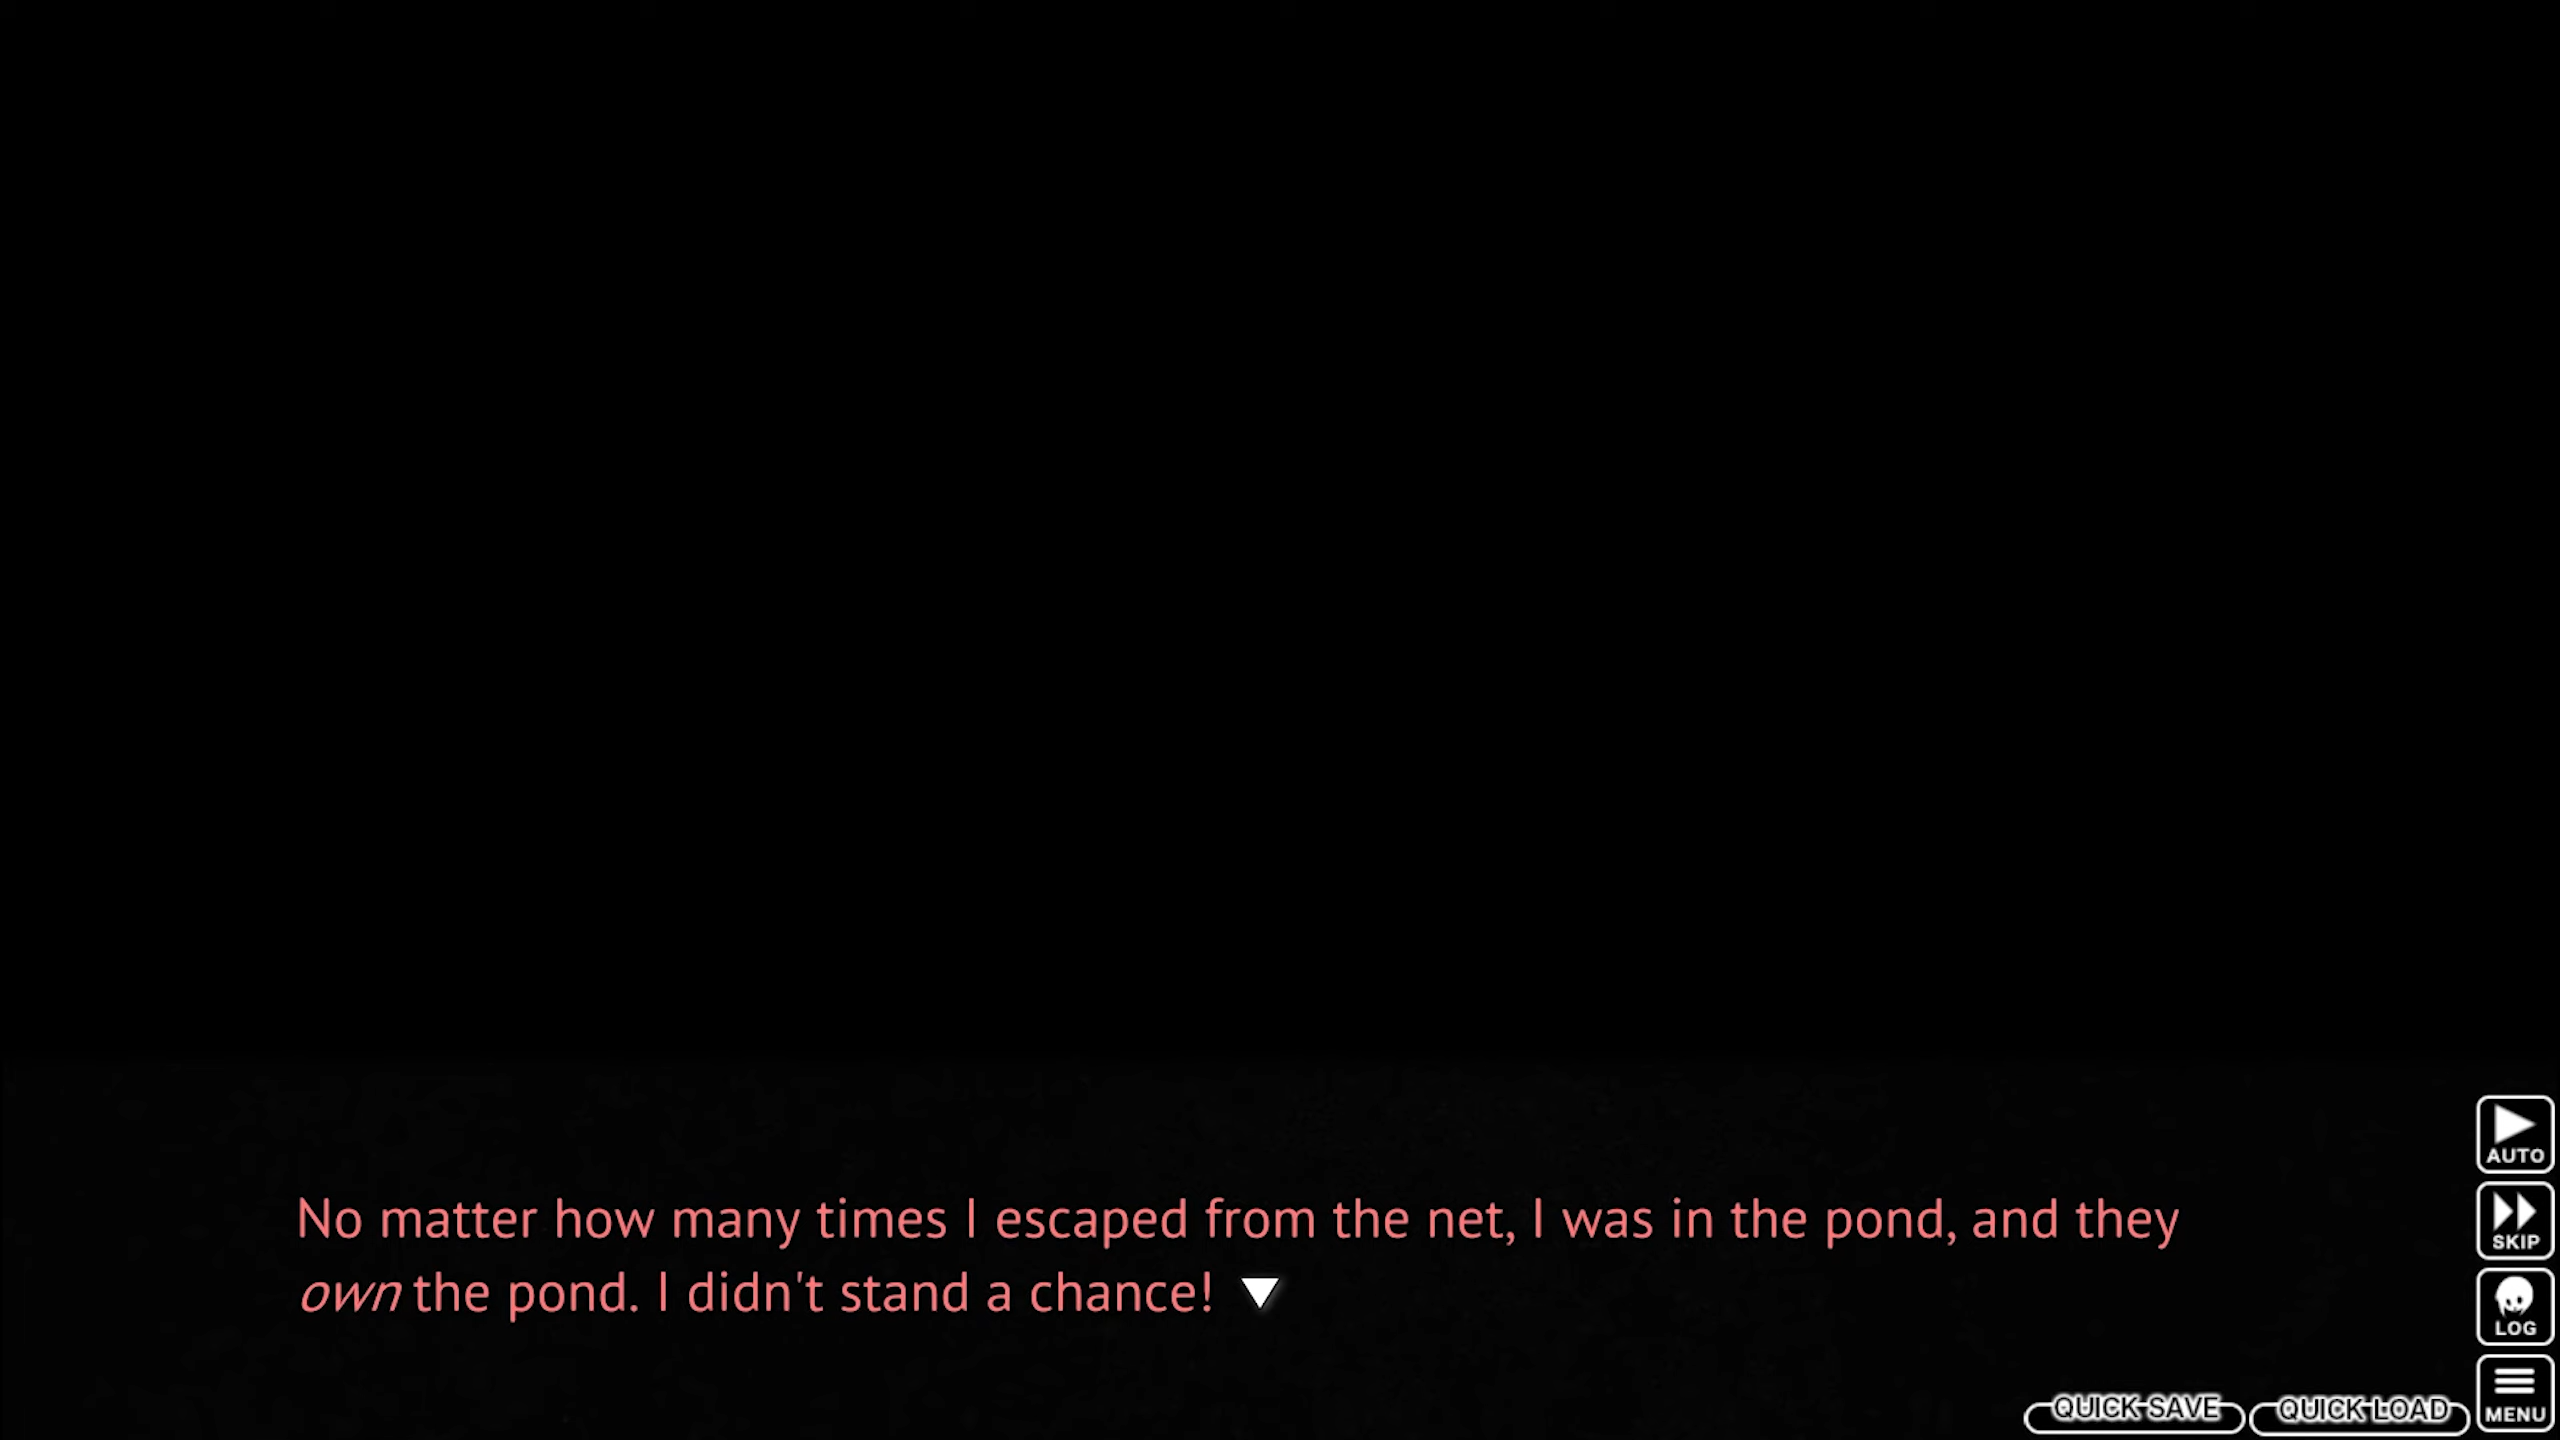 No matter how many times I escaped from the net, I was in the pond, and they
own the pond. I didn't stand a chance!
AUTO
SKIP
LOG
MENU
QUICK SAVE
QUICK LOAD